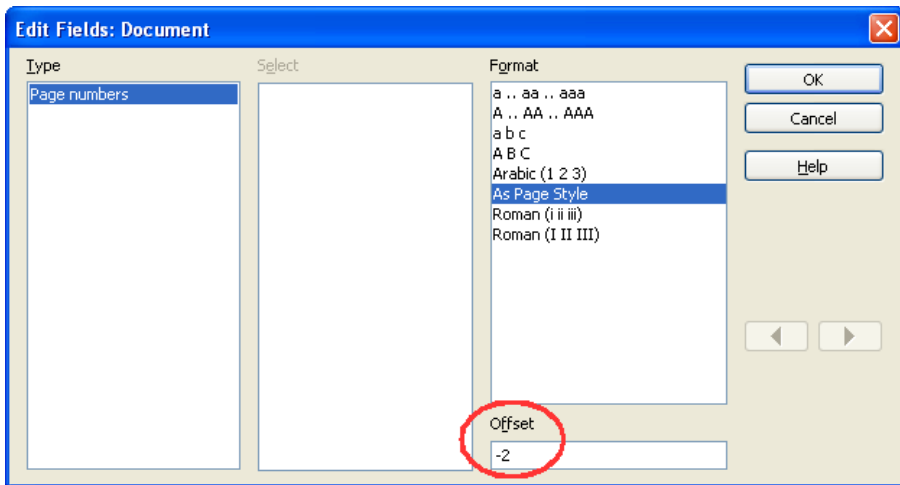 Edit Fields: Document
Type
Page numbers
Select
Format
a .. aa .. aaa
A .. AA .. AAA
a b c
A B C
Arabic (1 2 3)
As Page Style
Roman (i ii iii)
Roman (I II III)
Offset
-2
OK
Cancel
Help